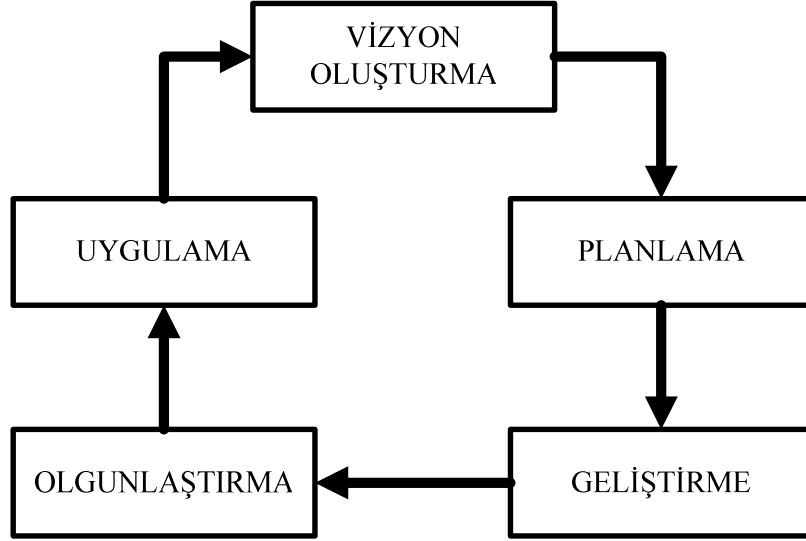 VİZYON
OLUŞTURMA
UYGULAMA
PLANLAMA
OLGUNLAŞTIRMA
GELİŞTİRME